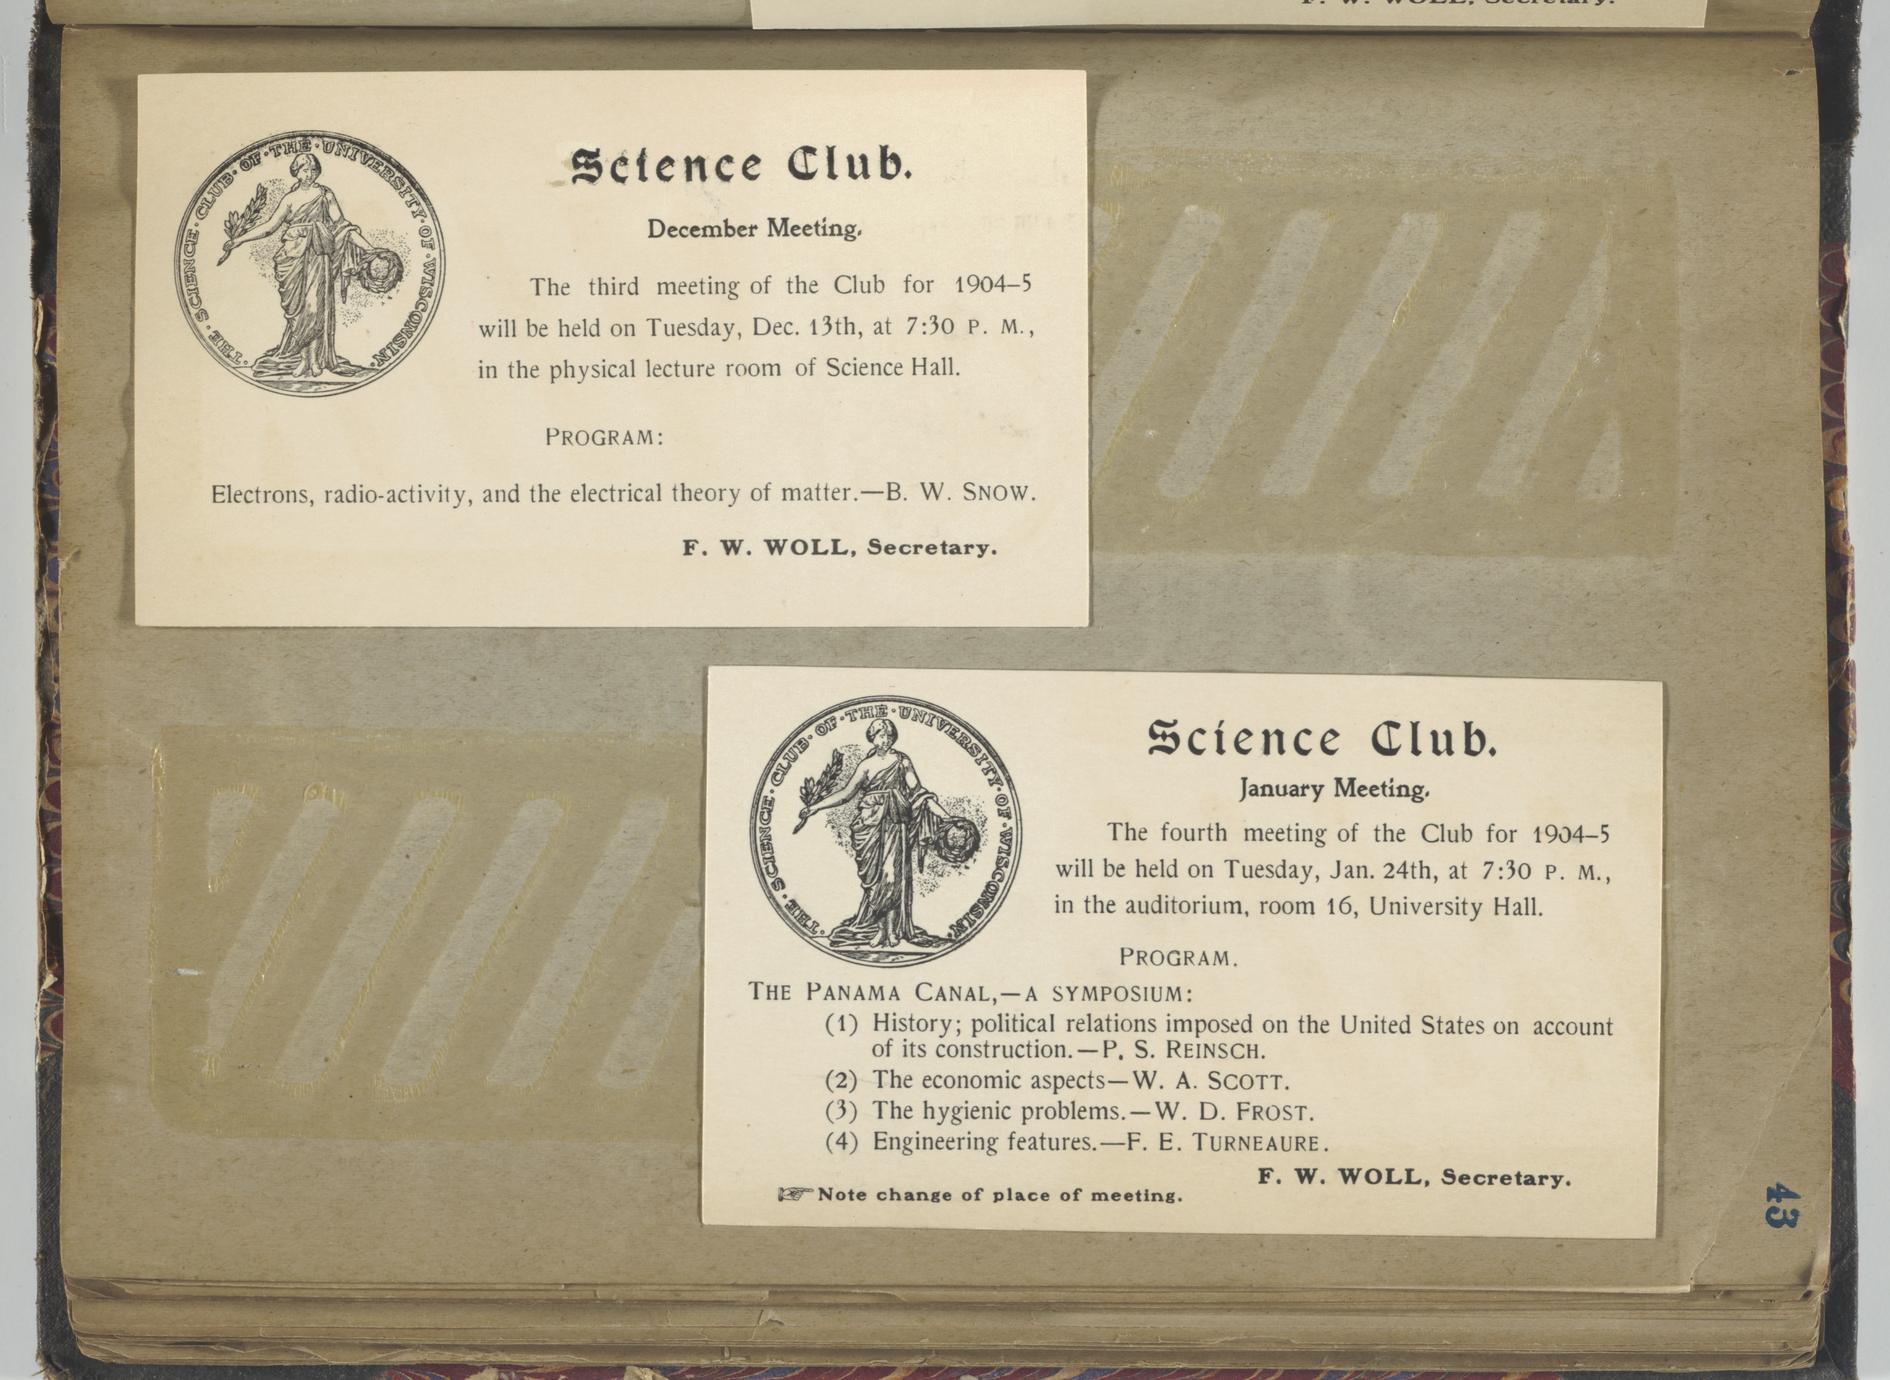 F. W. WOLL, Secretary.
THE · SCIENCE · CLUB · OF · THE · UNIVERSITY · OF · WISCONSIN ·
Science Club.
December Meeting.
The third meeting of the Club for 1904–5
will be held on Tuesday, Dec. 13th, at 7:30 P. M.,
in the physical lecture room of Science Hall.
PROGRAM:
Electrons, radio-activity, and the electrical theory of matter.—B. W. SNOW.
F. W. WOLL, Secretary.
THE · SCIENCE · CLUB · OF · THE · UNIVERSITY · OF · WISCONSIN ·
Science Club.
January Meeting.
The fourth meeting of the Club for 1904–5
will be held on Tuesday, Jan. 24th, at 7:30 P. M.,
in the auditorium, room 16, University Hall.
PROGRAM.
THE PANAMA CANAL,—A SYMPOSIUM:
(1) History; political relations imposed on the United States on account
of its construction.—P. S. REINSCH.
(2) The economic aspects—W. A. SCOTT.
(3) The hygienic problems.—W. D. FROST.
(4) Engineering features.—F. E. TURNEAURE.
F. W. WOLL, Secretary.
☞ Note change of place of meeting.
43